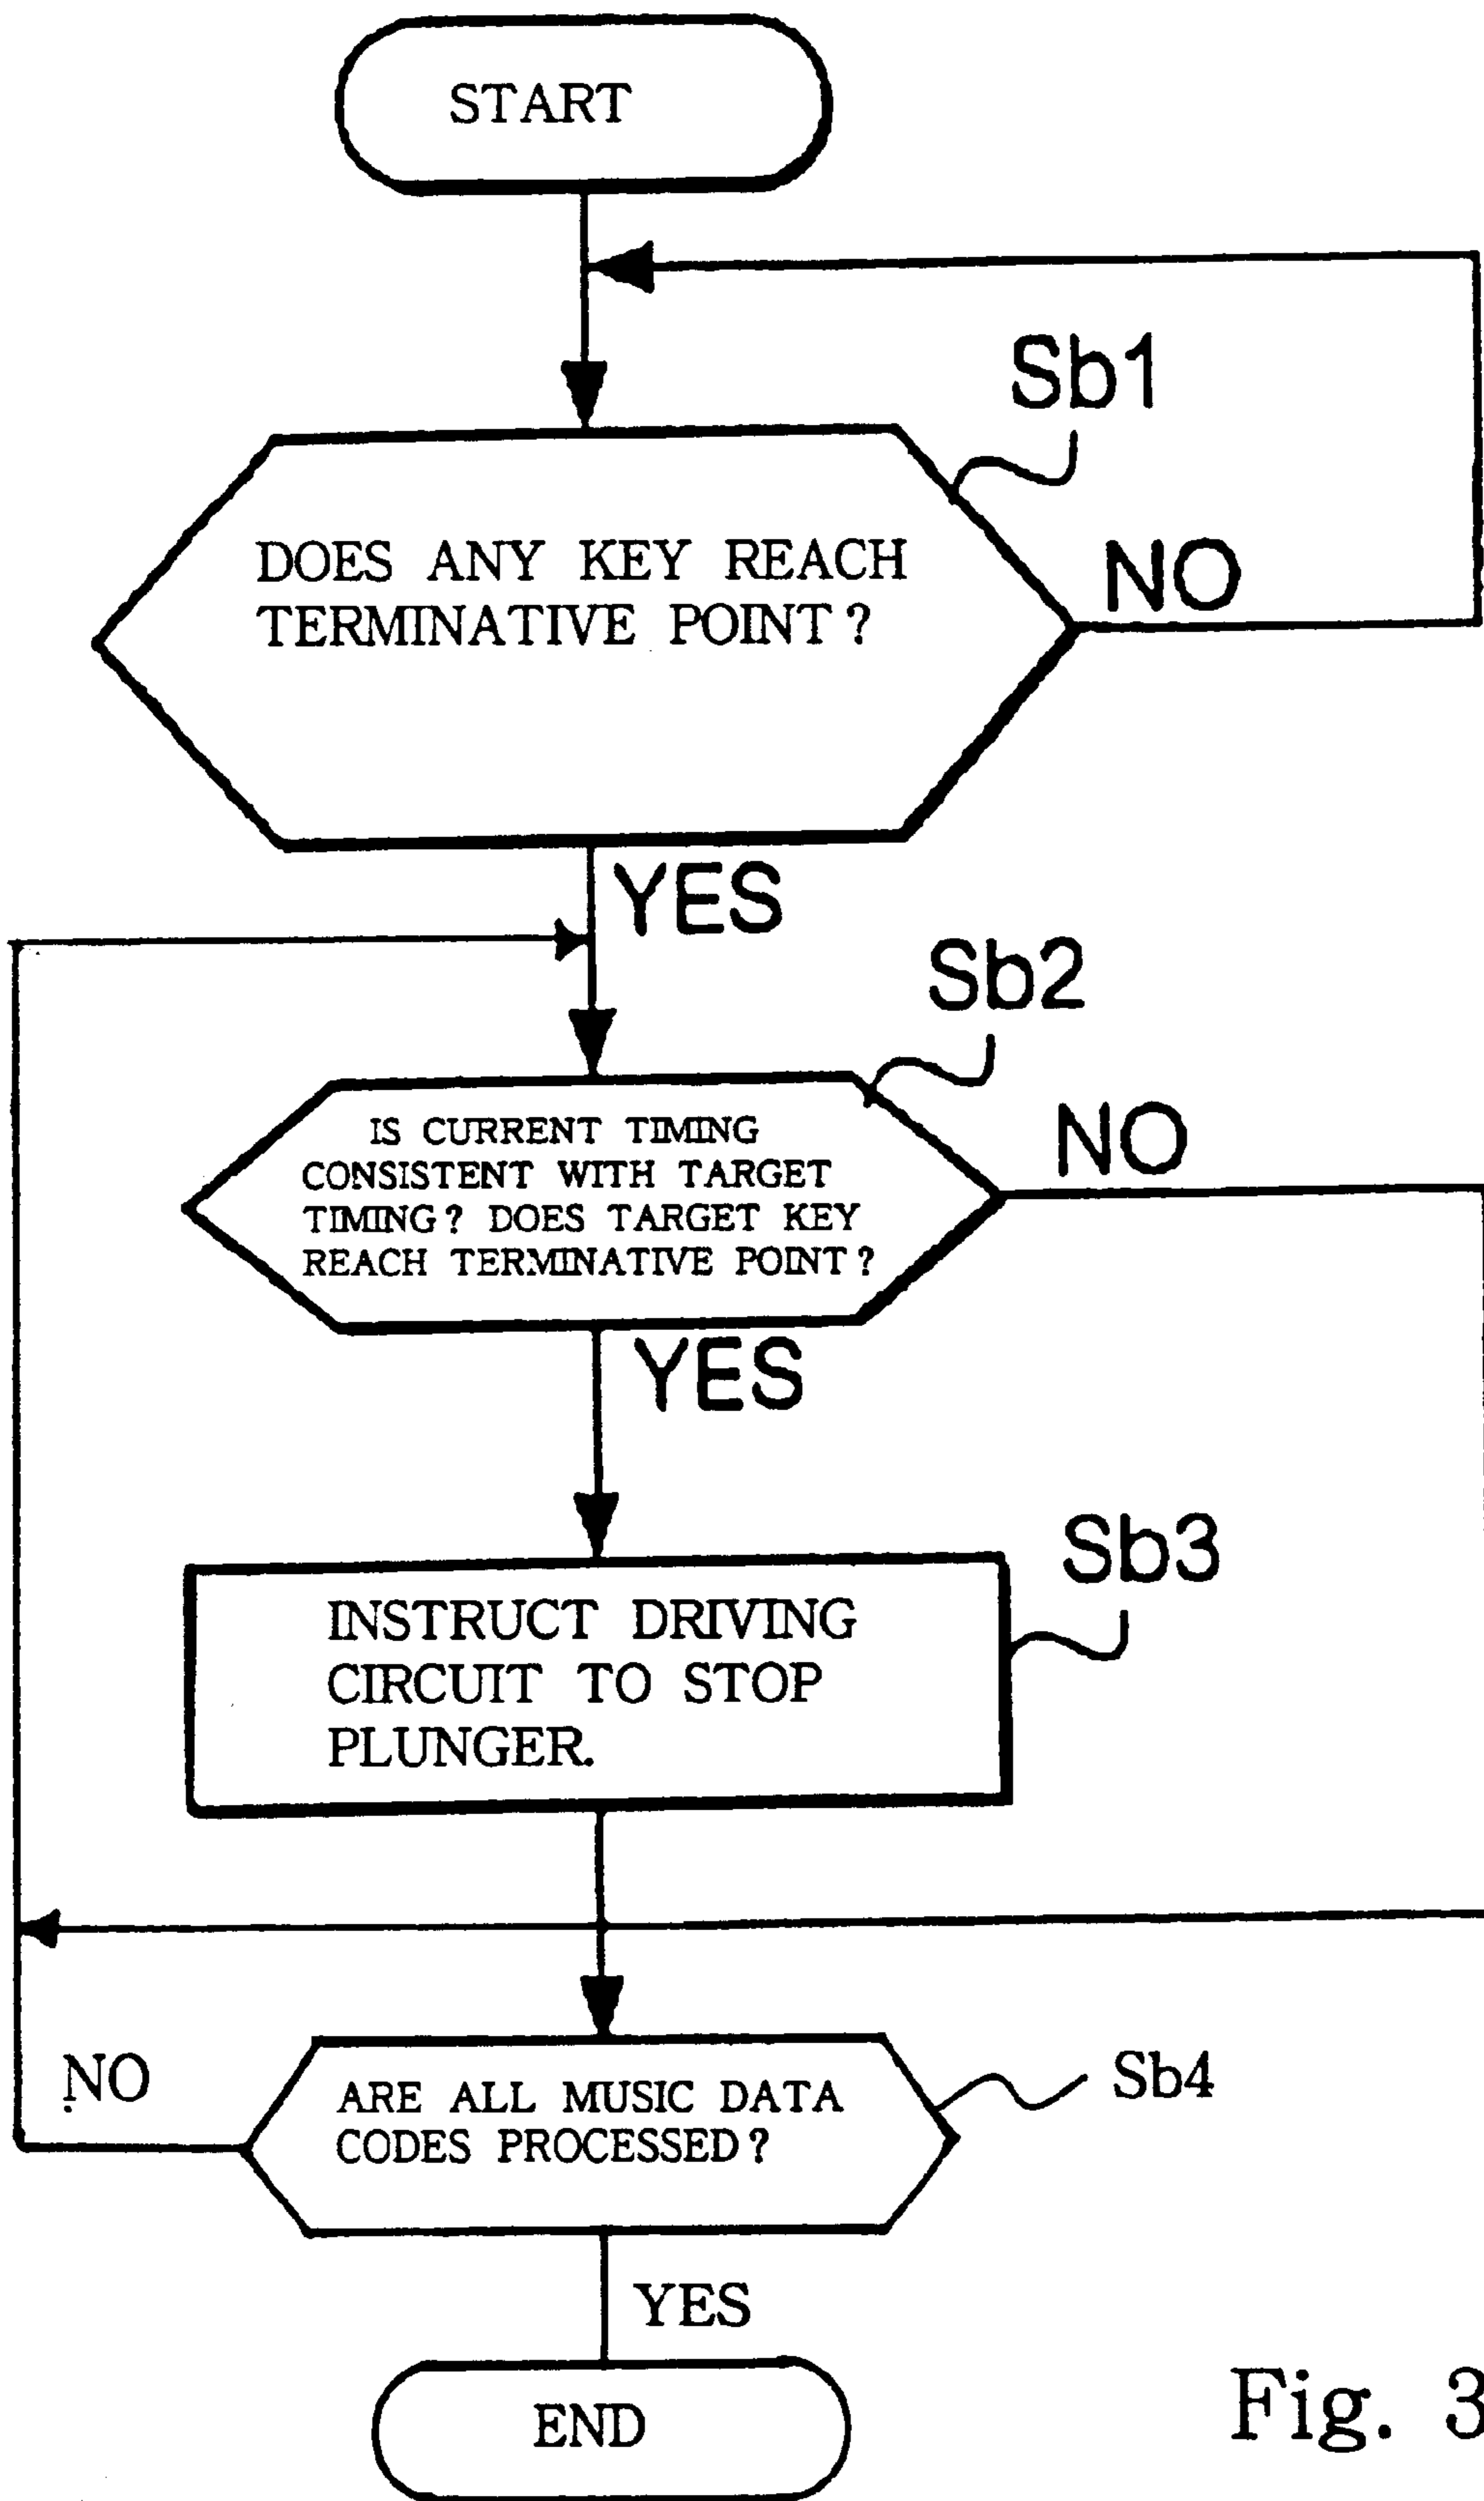 START
Sb1
DOES ANY KEY REACH
TERMINATIVE POINT?
NO
YES
Sb2
IS CURRENT TIMING
CONSISTENT WITH TARGET
TIMING? DOES TARGET KEY
REACH TERMINATIVE POINT?
NO
YES
Sb3
INSTRUCT DRIVING
CIRCUIT TO STOP
PLUNGER.
NO
ARE ALL MUSIC DATA
CODES PROCESSED?
Sb4
YES
END
Fig. 3